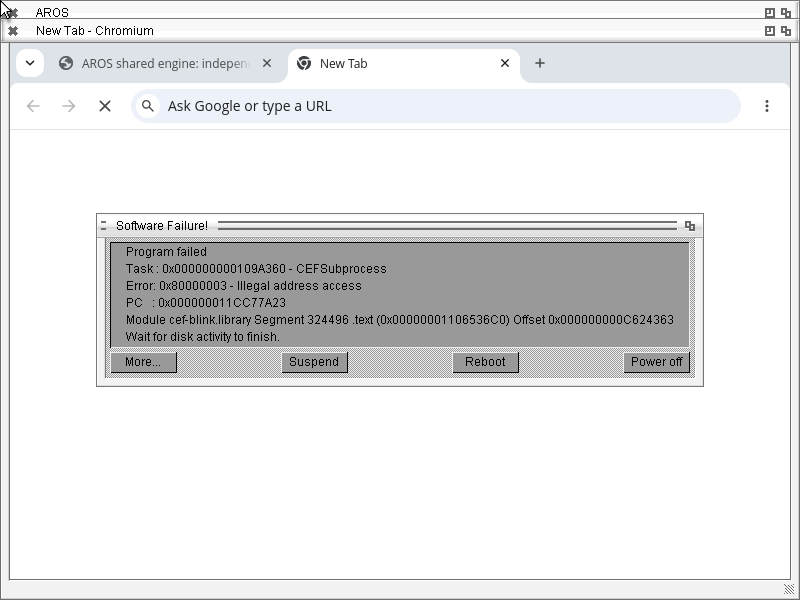 AROS
New Tab - Chromium
AROS shared engine: indepen
New Tab
Ask Google or type a URL
Software Failure!
Program failed
Task : 0x000000000109A360 - CEFSubprocess
Error: 0x80000003 - Illegal address access
PC : 0x000000011CC77A23
Module cef-blink.library Segment 324496 .text (0x00000001106536C0) Offset 0x000000000C624363
Wait for disk activity to finish.
More... Suspend Reboot Power off